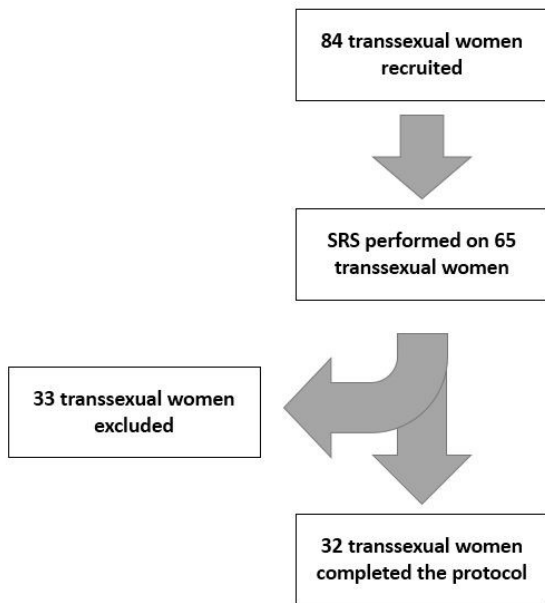 84 transsexual women
recruited
SRS performed on 65
transsexual women
33 transsexual women
excluded
32 transsexual women
completed the protocol